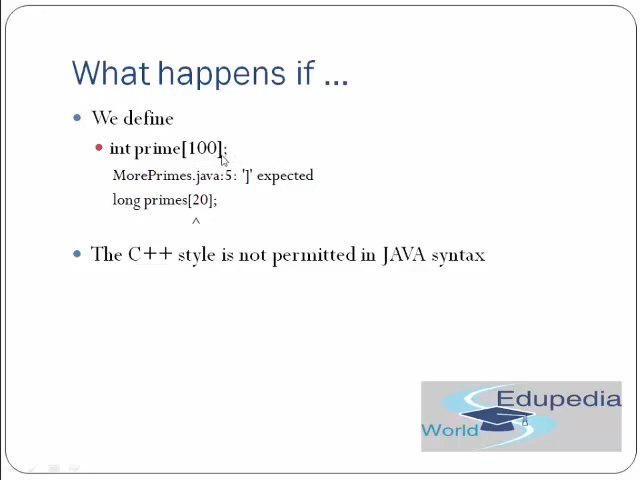 What happens if ...
We define
int prime[100];
MorePrimes.java:5: ']' expected
long primes[20];
^
The C++ style is not permitted in JAVA syntax
Edupedia
World